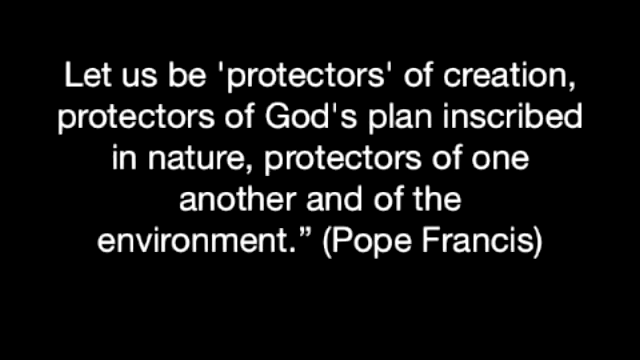 Let us be 'protectors' of creation,
protectors of God's plan inscribed
in nature, protectors of one
another and of the
environment.” (Pope Francis)